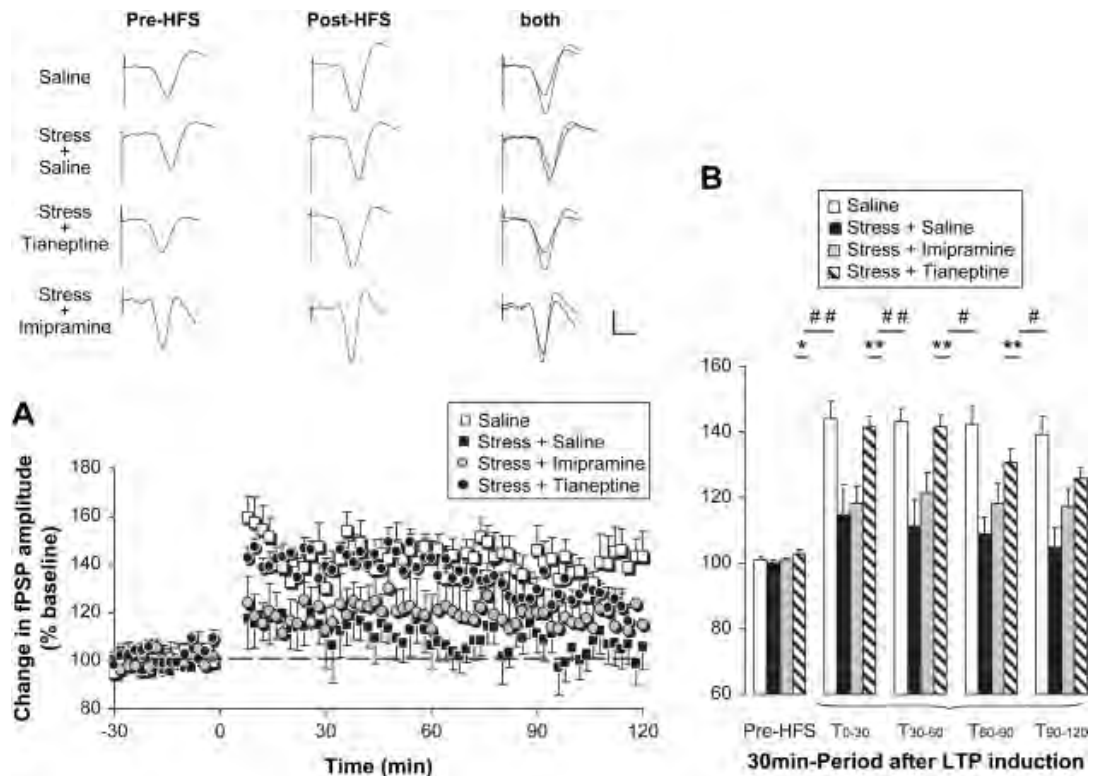 Pre-HFS Post-HFS both
Saline
Stress
+
Saline
Stress
+
Tianeptine
Stress
+
Imipramine
A
Saline
Stress + Saline
Stress + Imipramine
Stress + Tianeptine
Change in fPSP amplitude
(% baseline)
180
160
140
120
100
80
-30 0 30 60 90 120
Time (min)
B
Saline
Stress + Saline
Stress + Imipramine
Stress + Tianeptine
## ## # #
* ** ** **
160
140
120
100
80
60
Pre-HFS T0-30 T30-60 T60-90 T90-120
30min-Period after LTP induction